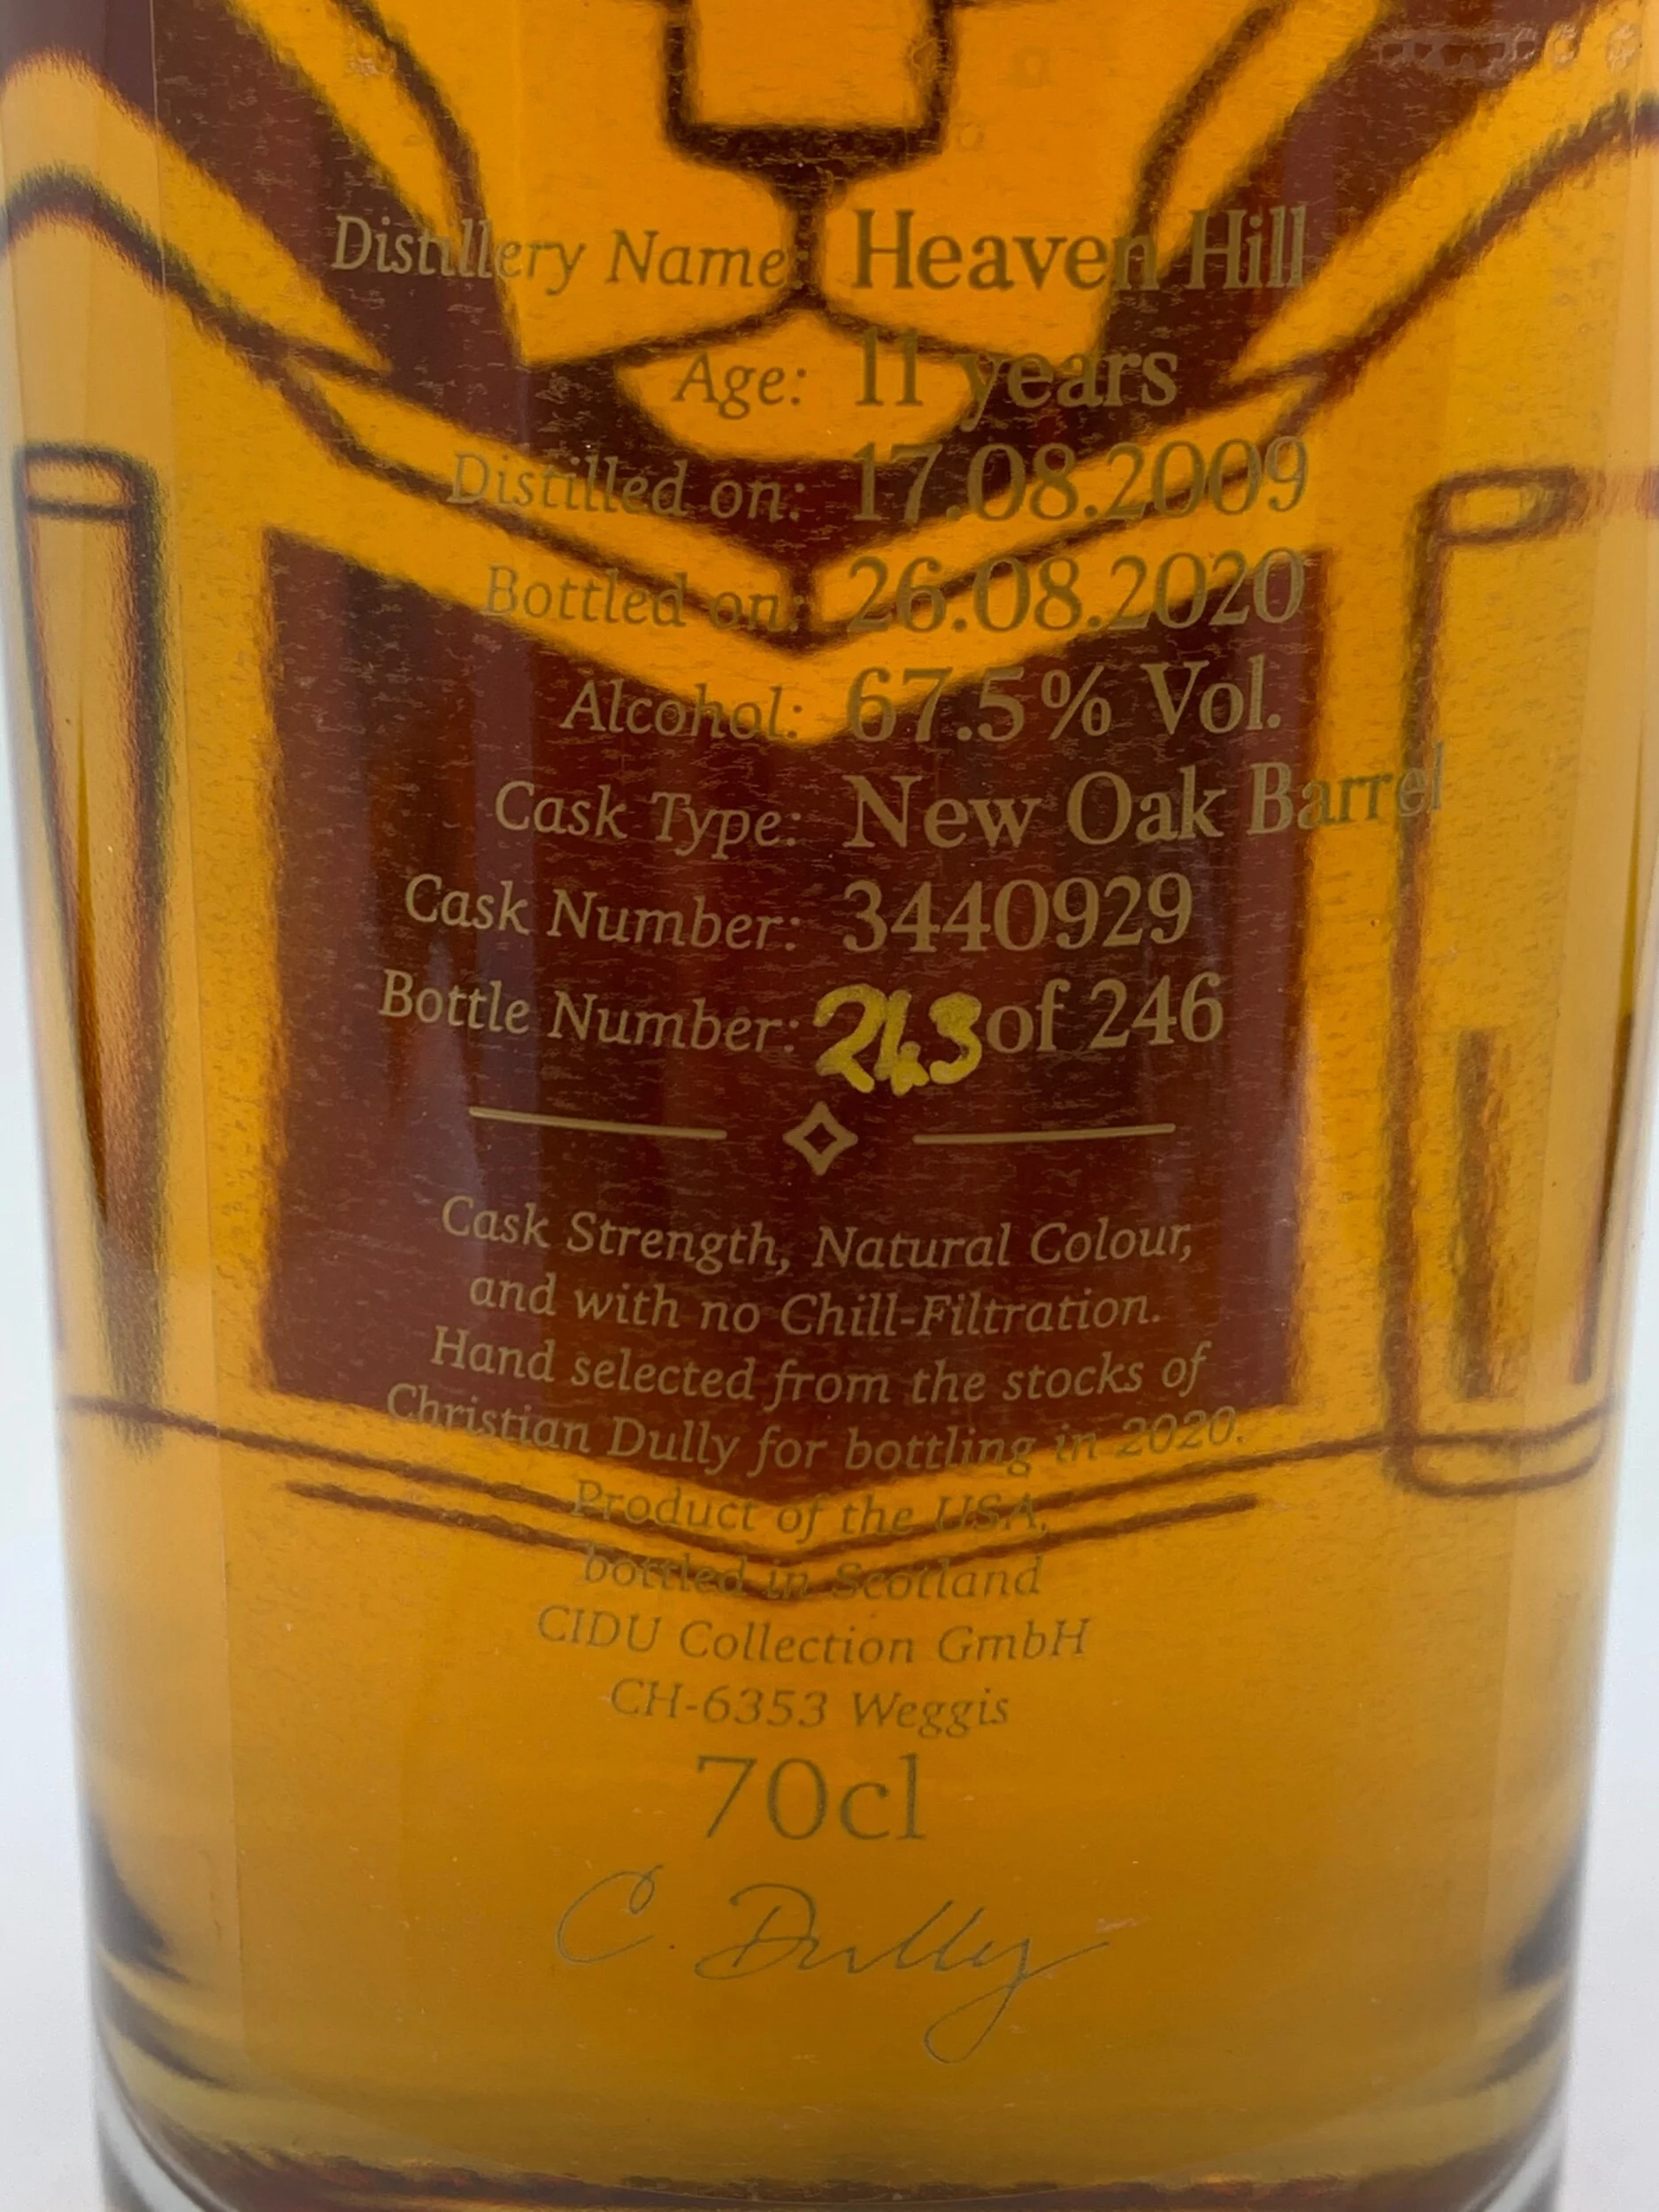 Distillery Name: Heaven Hill
Age: 11 years
Distilled on: 17.08.2009
Bottled on: 26.08.2020
Alcohol: 67.5% Vol.
Cask Type: New Oak Barrel
Cask Number: 3440929
Bottle Number: 243 of 246
Cask Strength, Natural Colour,
and with no Chill-Filtration.
Hand selected from the stocks of
Christian Dully for bottling in 2020.
Product of the USA,
bottled in Scotland
CIDU Collection GmbH
CH-6353 Weggis
70cl
C. Dully